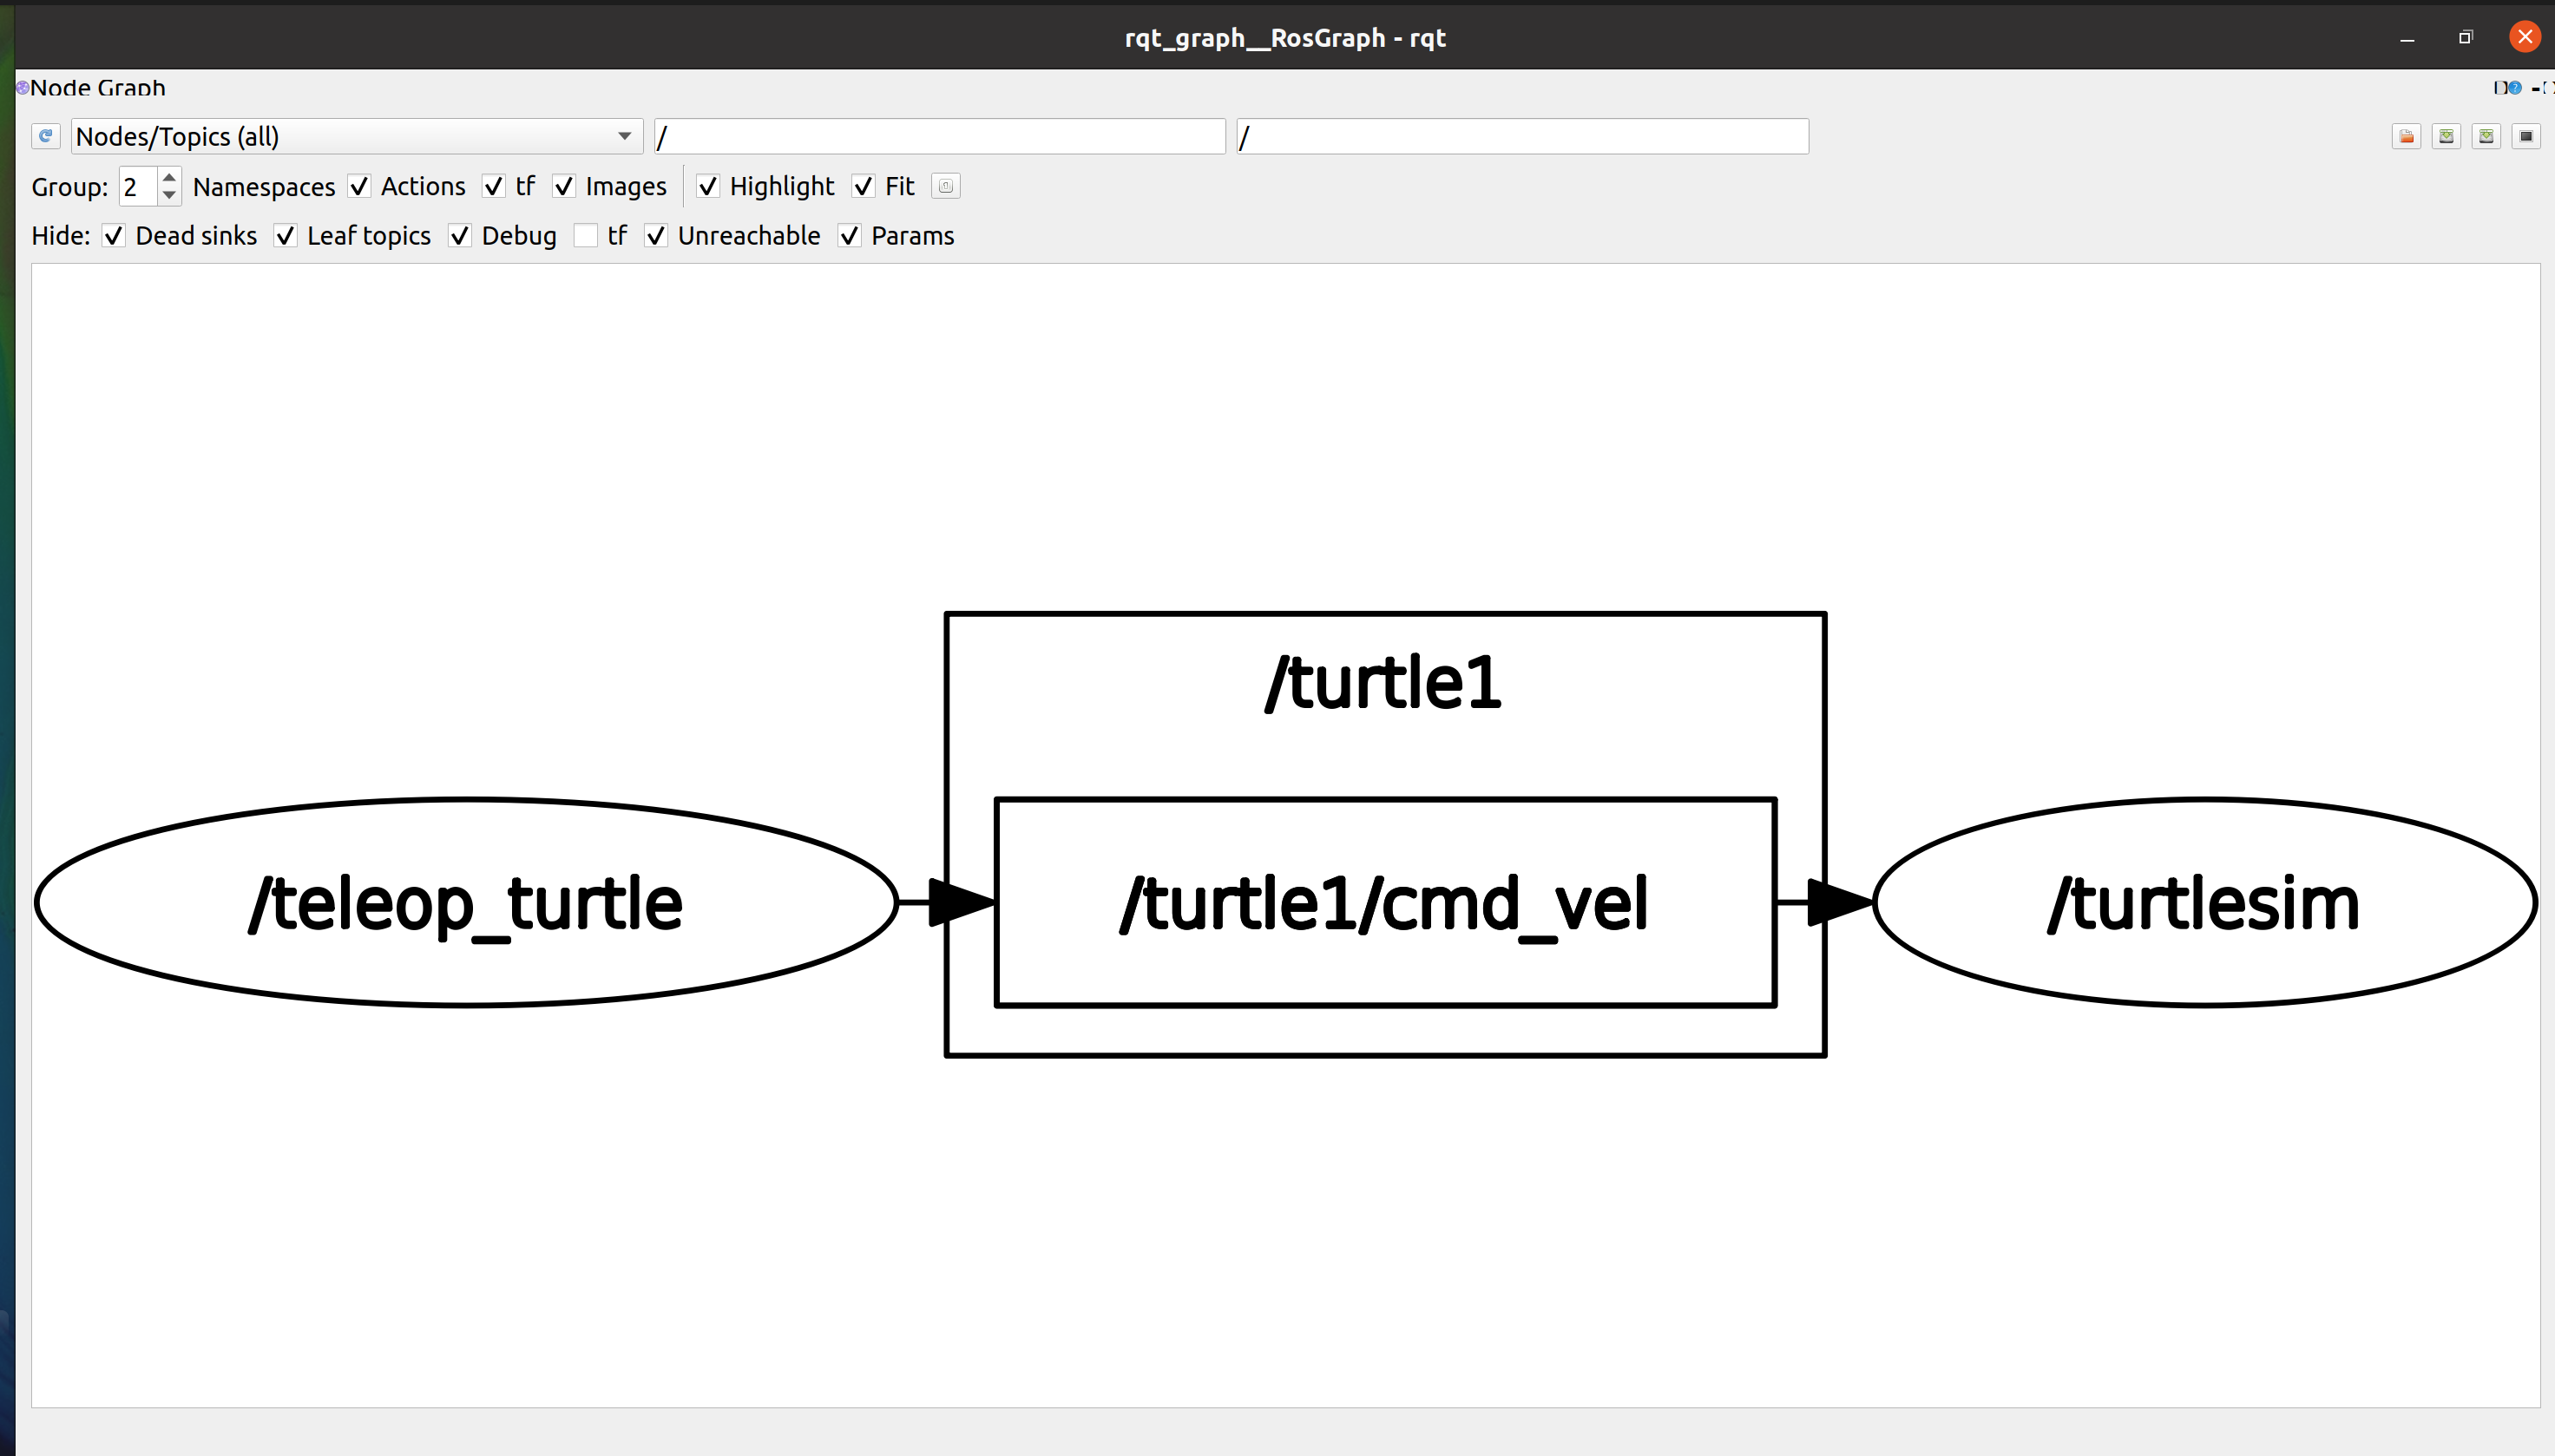 rqt_graph__RosGraph - rqt
Node Graph
Nodes/Topics (all) / /
Group: 2 Namespaces Actions tf Images Highlight Fit
Hide: Dead sinks Leaf topics Debug tf Unreachable Params
/turtle1
/teleop_turtle /turtle1/cmd_vel /turtlesim